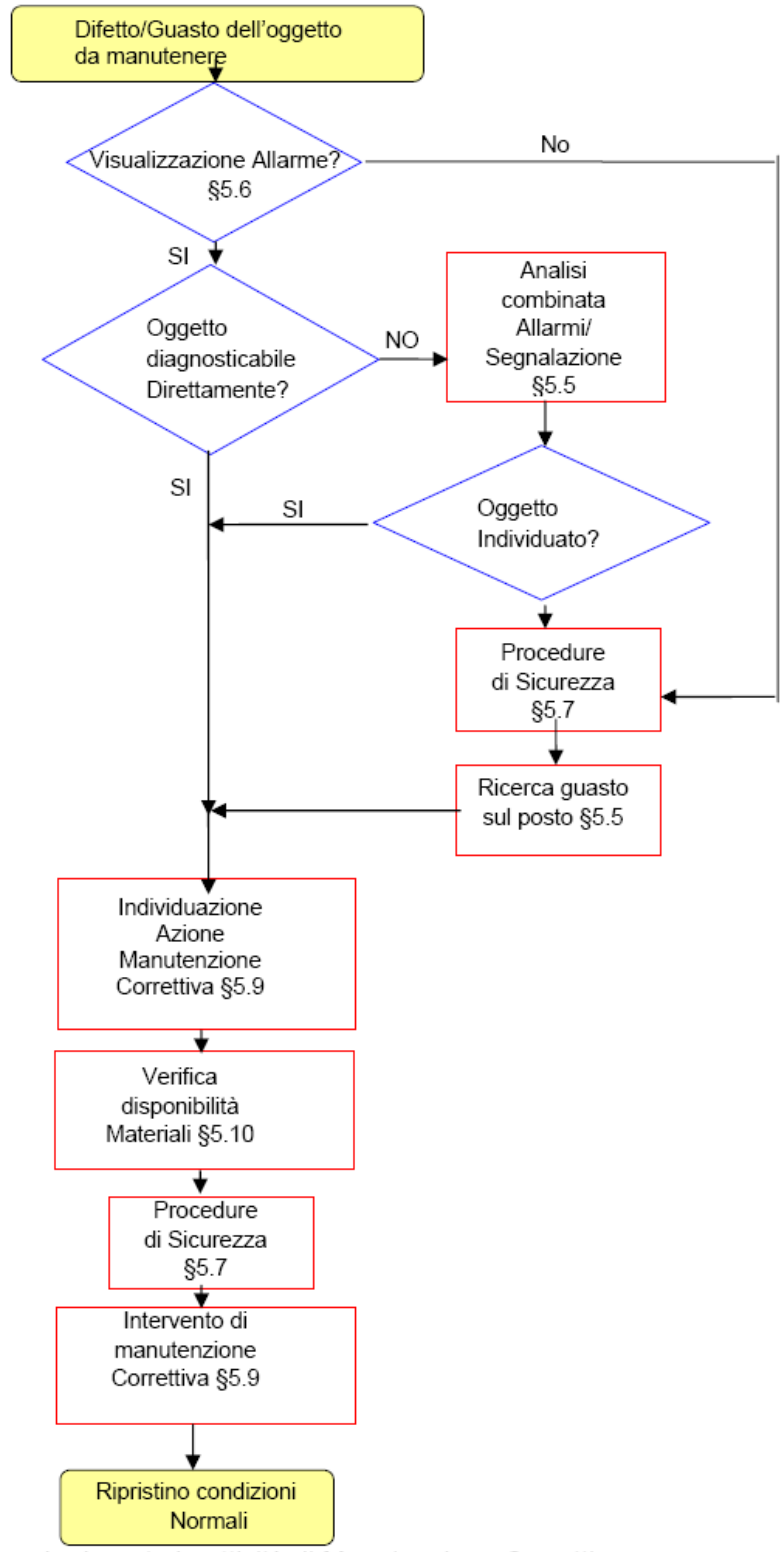 Difetto/Guasto dell'oggetto
da manutenere
Visualizzazione Allarme?
§5.6
No
SI
Oggetto
diagnosticabile
Direttamente?
NO
Analisi
combinata
Allarmi/
Segnalazione
§5.5
SI
SI
Oggetto
Individuato?
Procedure
di Sicurezza
§5.7
Ricerca guasto
sul posto §5.5
Individuazione
Azione
Manutenzione
Correttiva §5.9
Verifica
disponibilità
Materiali §5.10
Procedure
di Sicurezza
§5.7
Intervento di
manutenzione
Correttiva §5.9
Ripristino condizioni
Normali